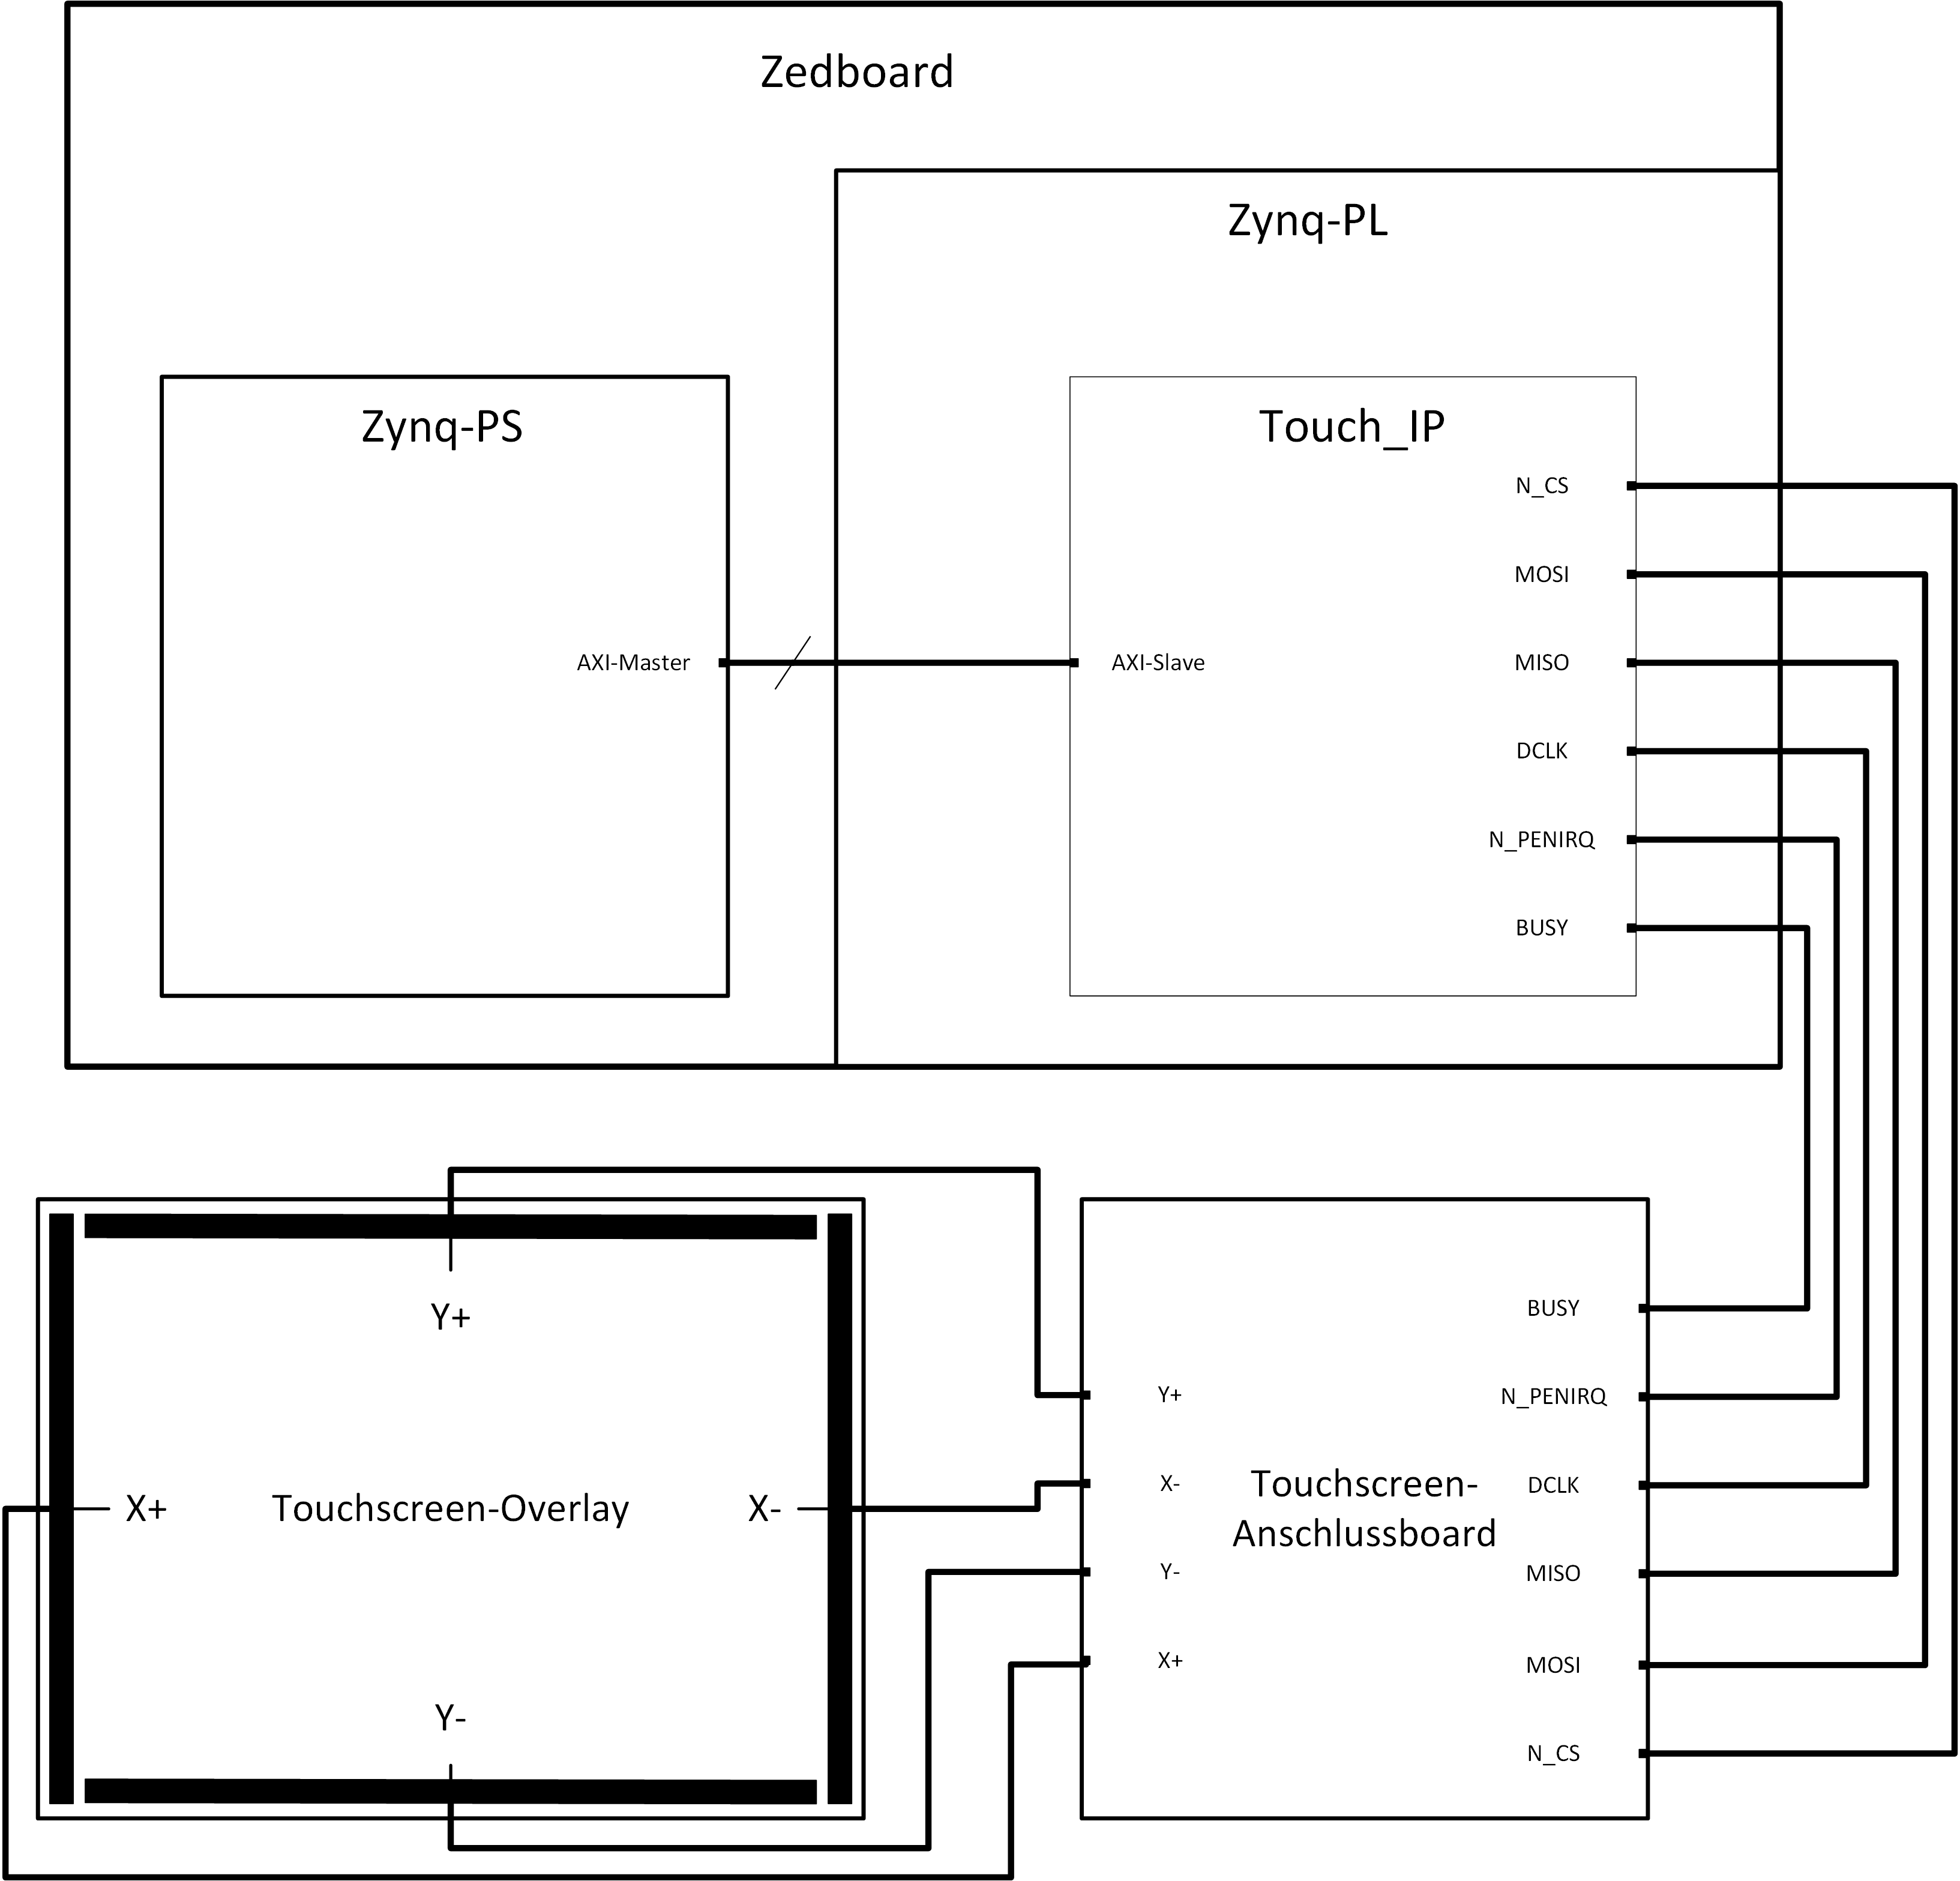 Zedboard
Zynq-PL
Zynq-PS
Touch_IP
N_CS
MOSI
AXI-Master
AXI-Slave
MISO
DCLK
N_PENIRQ
BUSY
Y+
BUSY
Y+
N_PENIRQ
X+
Touchscreen-Overlay
X-
X-
Touchscreen-
Anschlussboard
DCLK
Y-
MISO
X+
MOSI
Y-
N_CS